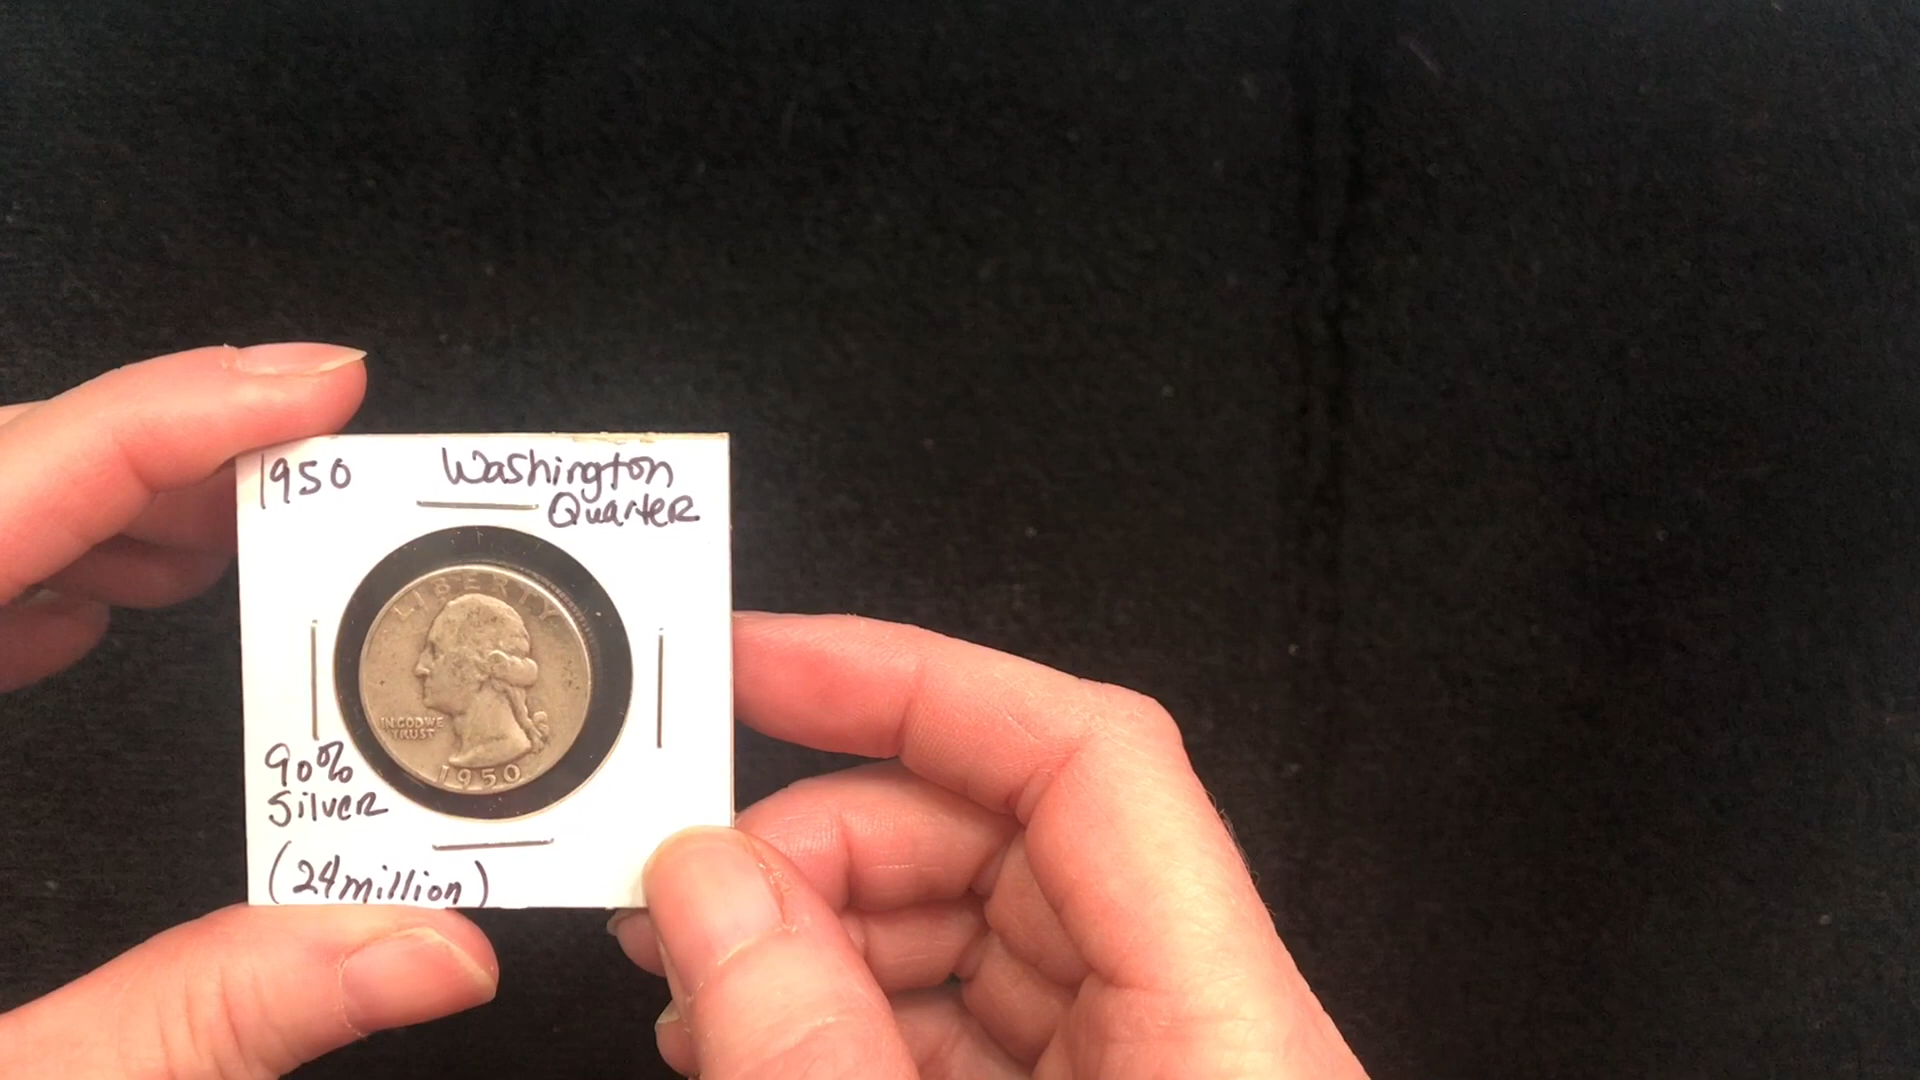 1950 Washington
Quarter
LIBERTY
IN GOD WE
TRUST
1950
90%
Silver
(24 million)